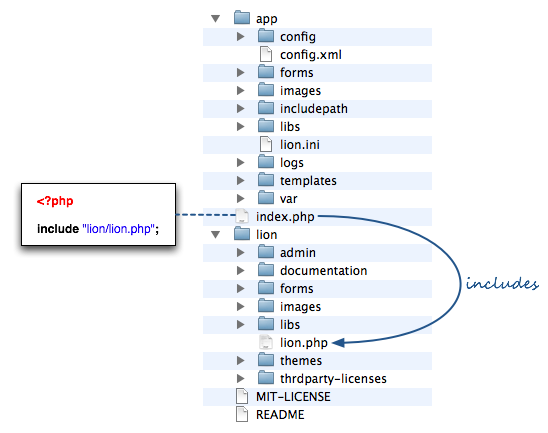 app
config
config.xml
forms
images
includepath
libs
lion.ini
logs
templates
var
<?php
include "lion/lion.php";
index.php
lion
admin
documentation
forms
includes
images
libs
lion.php
themes
thrdparty-licenses
MIT-LICENSE
README